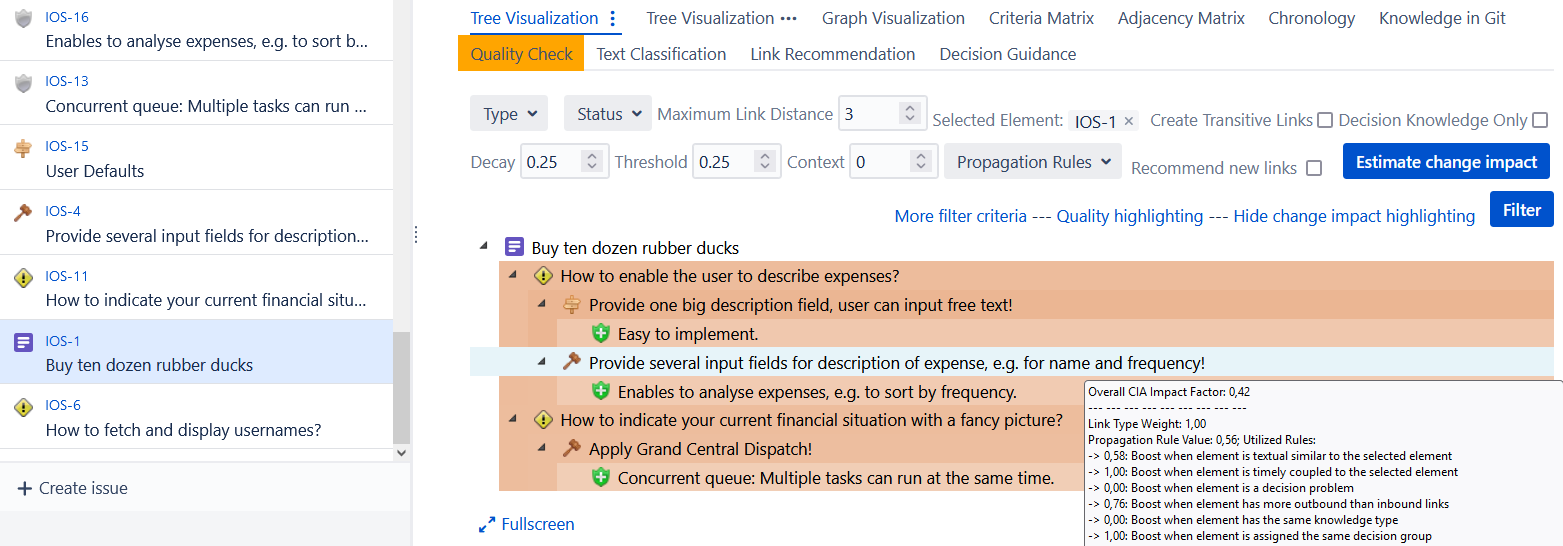 IOS-16
Enables to analyse expenses, e.g. to sort b...
IOS-13
Concurrent queue: Multiple tasks can run ...
IOS-15
User Defaults
IOS-4
Provide several input fields for description...
IOS-11
How to indicate your current financial situ...
IOS-1
Buy ten dozen rubber ducks
IOS-6
How to fetch and display usernames?
+ Create issue
Tree Visualization Tree Visualization Graph Visualization Criteria Matrix Adjacency Matrix Chronology Knowledge in Git
Quality Check Text Classification Link Recommendation Decision Guidance
Type Status Maximum Link Distance 3 Selected Element: IOS-1 × Create Transitive Links Decision Knowledge Only
Decay 0.25 Threshold 0.25 Context 0 Propagation Rules Recommend new links Estimate change impact
More filter criteria --- Quality highlighting --- Hide change impact highlighting Filter
Buy ten dozen rubber ducks
How to enable the user to describe expenses?
Provide one big description field, user can input free text!
Easy to implement.
Provide several input fields for description of expense, e.g. for name and frequency!
Enables to analyse expenses, e.g. to sort by frequency.
How to indicate your current financial situation with a fancy picture?
Apply Grand Central Dispatch!
Concurrent queue: Multiple tasks can run at the same time.
Fullscreen
Overall CIA Impact Factor: 0,42
--- --- --- --- --- --- --- --- ---
Link Type Weight: 1,00
Propagation Rule Value: 0,56; Utilized Rules:
-> 0,58: Boost when element is textual similar to the selected element
-> 1,00: Boost when element is timely coupled to the selected element
-> 0,00: Boost when element is a decision problem
-> 0,76: Boost when element has more outbound than inbound links
-> 0,00: Boost when element has the same knowledge type
-> 1,00: Boost when element is assigned the same decision group